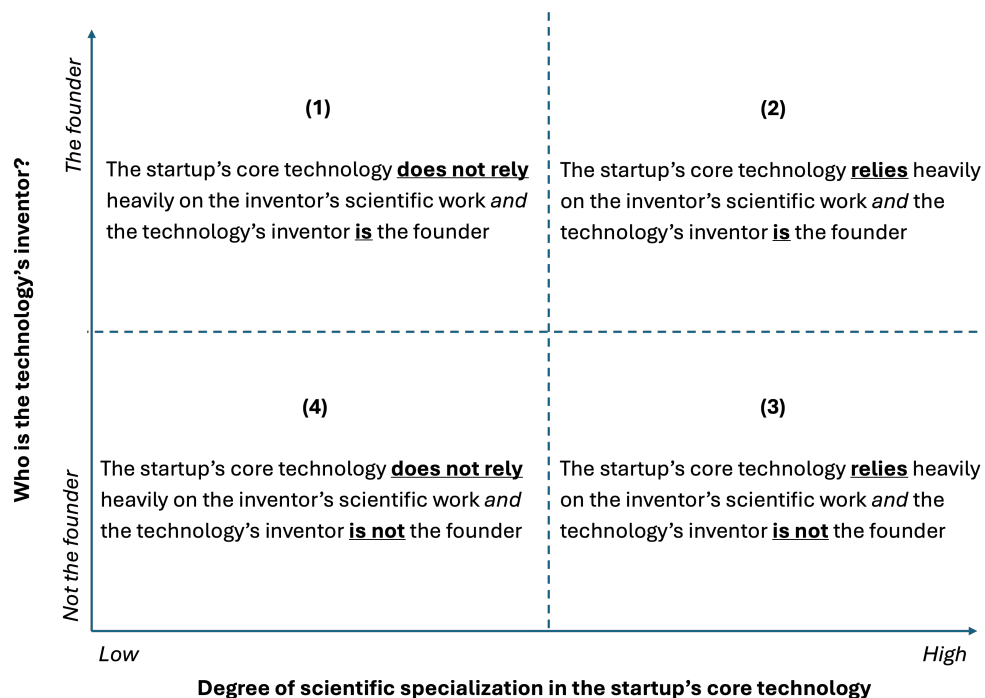 Who is the technology’s inventor?
The founder
Not the founder
(1)
The startup’s core technology does not rely
heavily on the inventor’s scientific work and
the technology’s inventor is the founder
(2)
The startup’s core technology relies heavily
on the inventor’s scientific work and the
technology’s inventor is the founder
(4)
The startup’s core technology does not rely
heavily on the inventor’s scientific work and
the technology’s inventor is not the founder
(3)
The startup’s core technology relies heavily
on the inventor’s scientific work and the
technology’s inventor is not the founder
Low
High
Degree of scientific specialization in the startup’s core technology